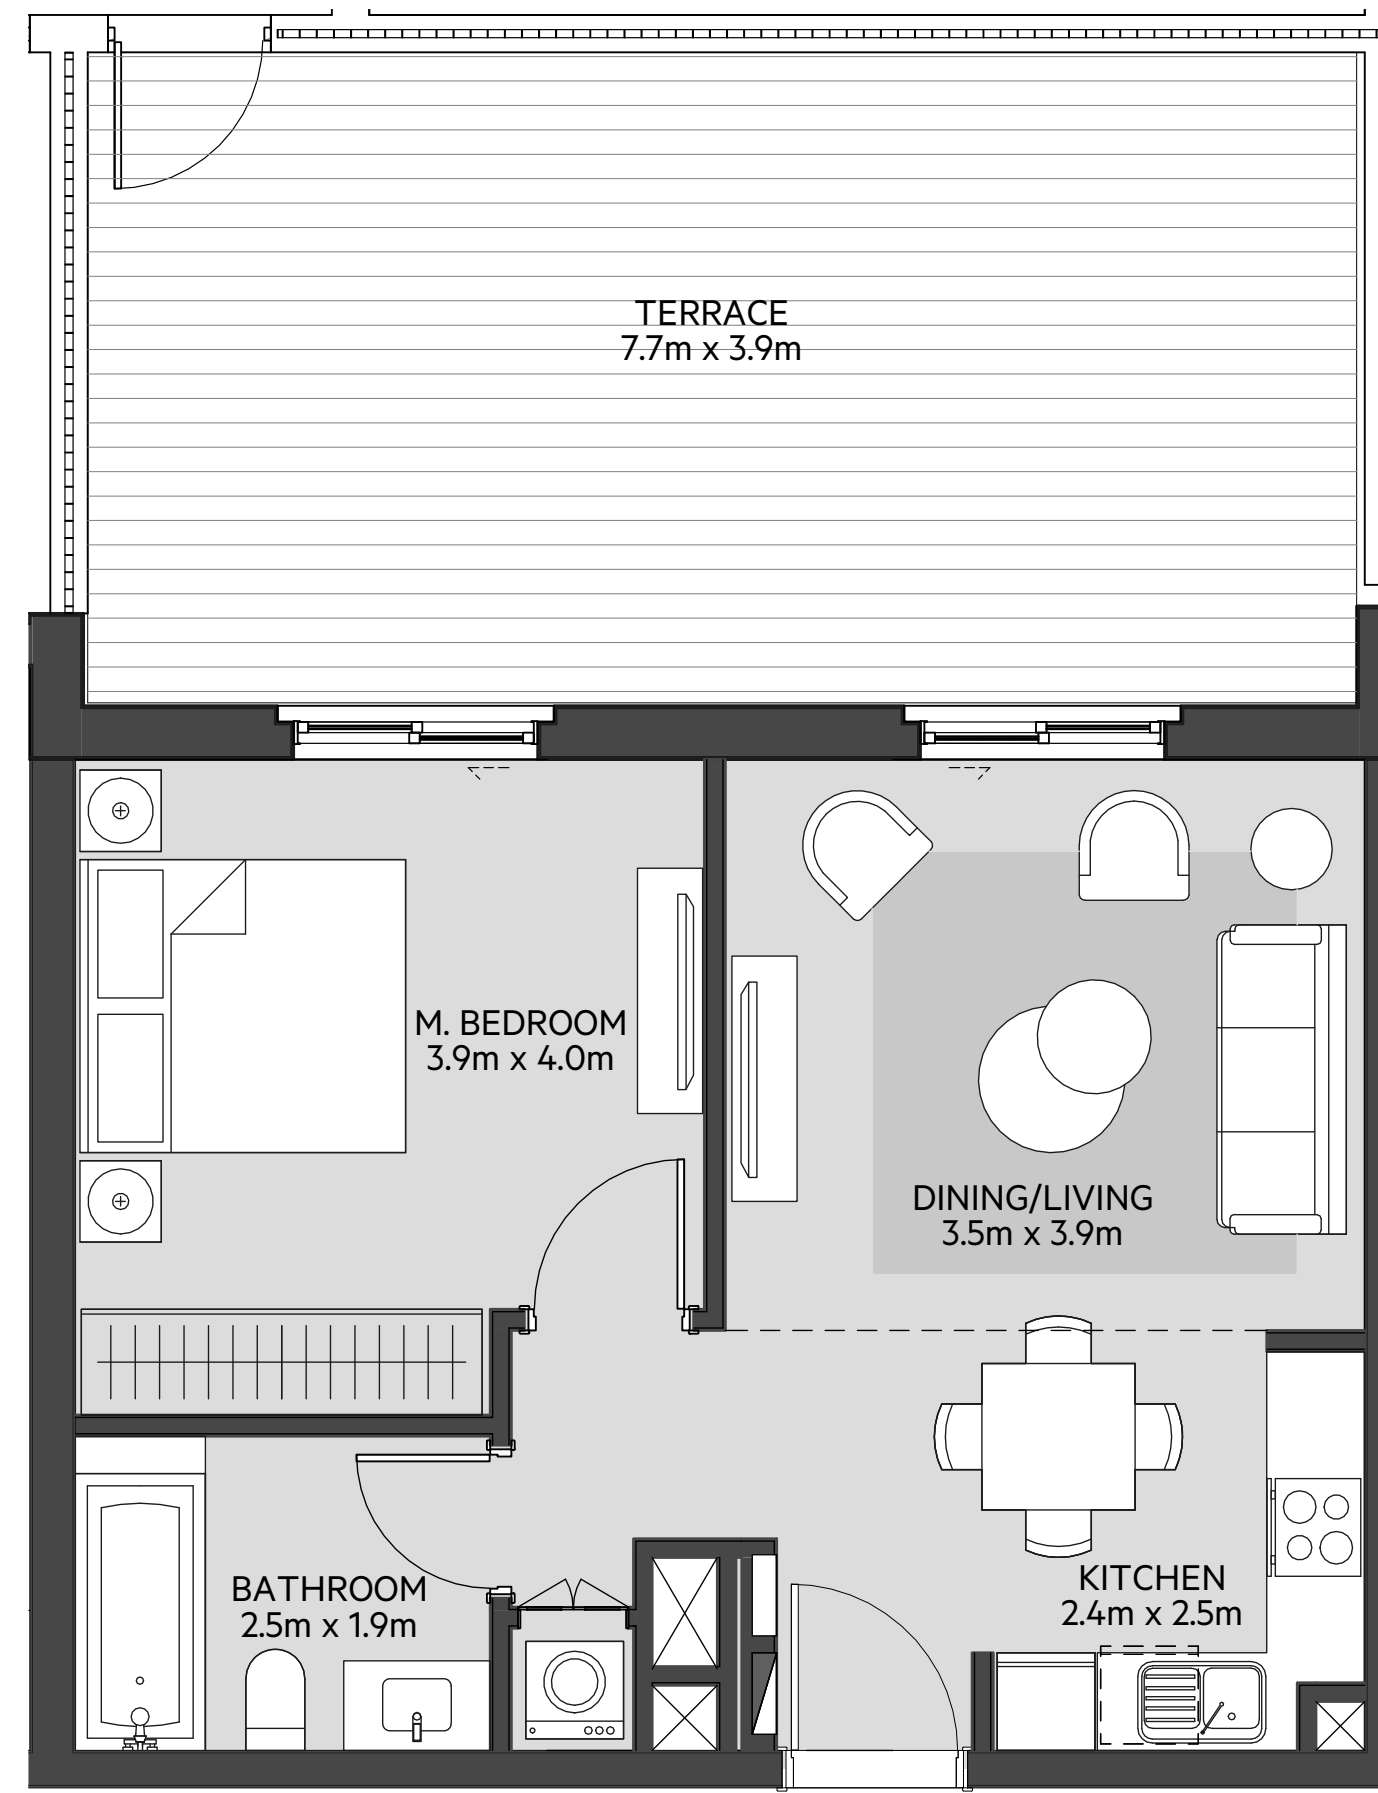 TERRACE
7.7m x 3.9m
M. BEDROOM
3.9m x 4.0m
DINING/LIVING
3.5m x 3.9m
BATHROOM
2.5m x 1.9m
KITCHEN
2.4m x 2.5m